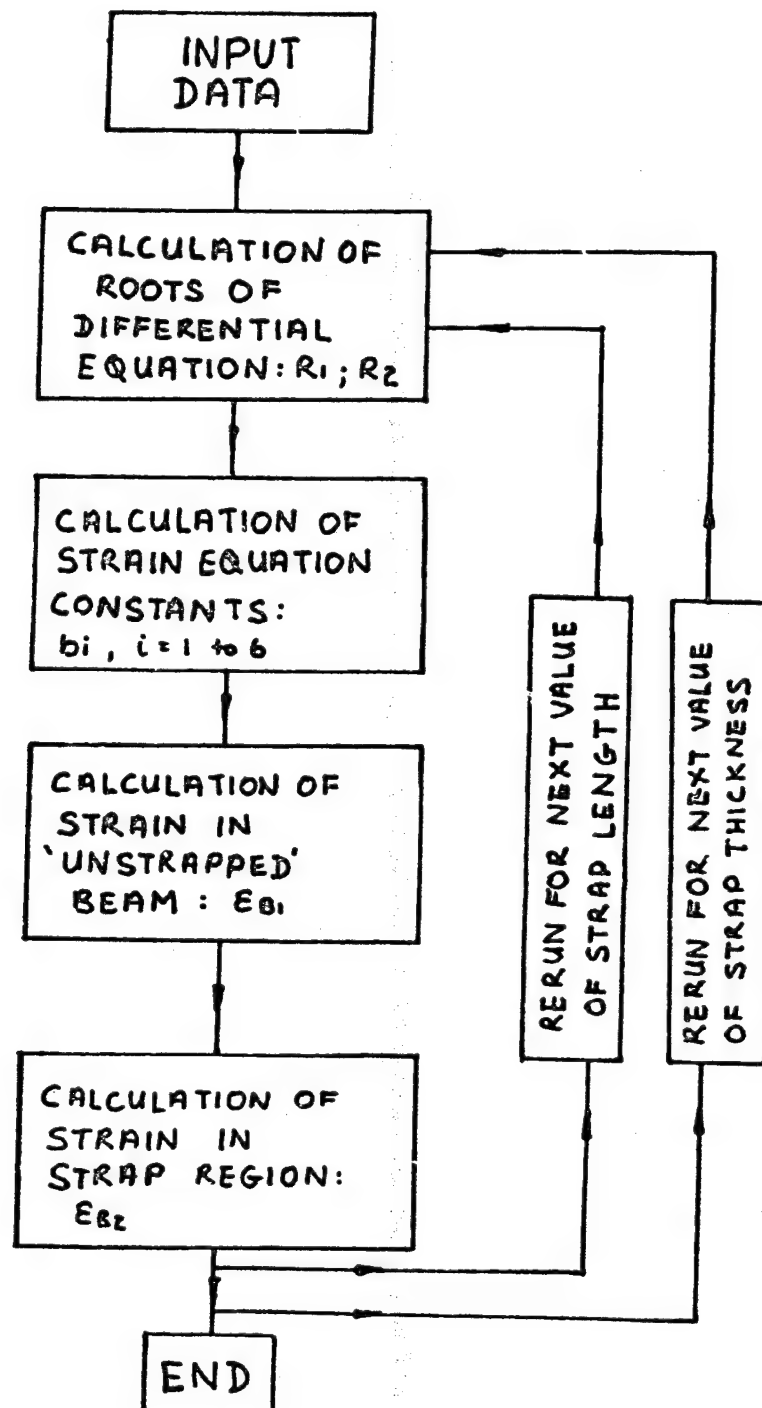 INPUT
DATA
CALCULATION OF
ROOTS OF
DIFFERENTIAL
EQUATION: R1 ; R2
CALCULATION OF
STRAIN EQUATION
CONSTANTS:
bi , i = 1 to 6
CALCULATION OF
STRAIN IN
'UNSTRAPPED'
BEAM : εB1
CALCULATION OF
STRAIN IN
STRAP REGION:
εB2
END
RERUN FOR NEXT VALUE
OF STRAP LENGTH
RERUN FOR NEXT VALUE
OF STRAP THICKNESS